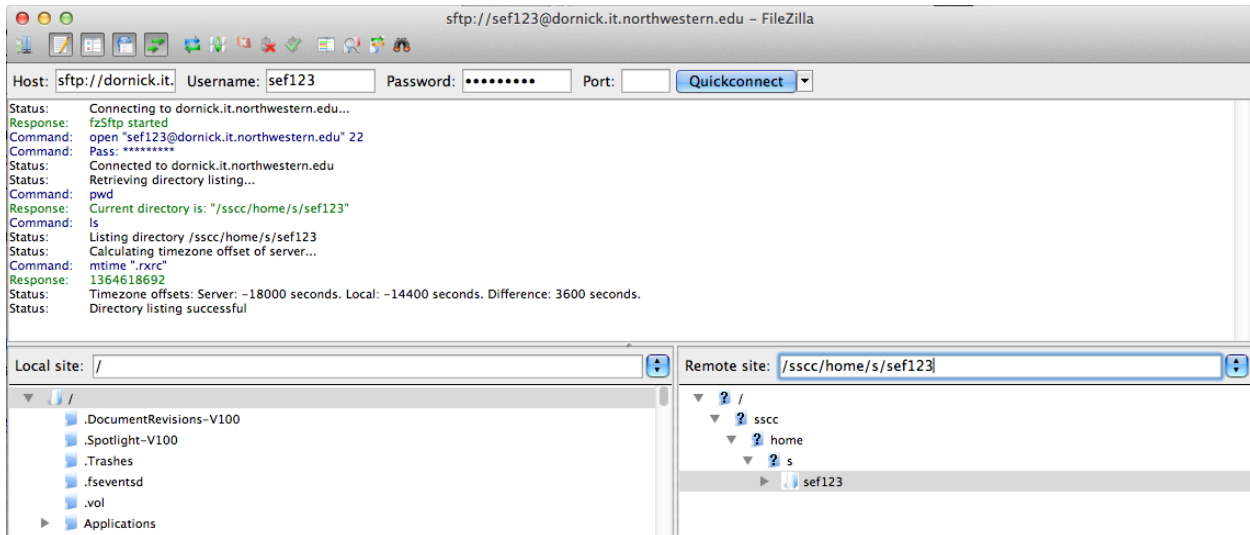 sftp://sef123@dornick.it.northwestern.edu – FileZilla
Host: sftp://dornick.it. Username: sef123 Password: ••••••••• Port: Quickconnect
Status: Connecting to dornick.it.northwestern.edu...
Response: fzSftp started
Command: open "sef123@dornick.it.northwestern.edu" 22
Command: Pass: *********
Status: Connected to dornick.it.northwestern.edu
Status: Retrieving directory listing...
Command: pwd
Response: Current directory is: "/sscc/home/s/sef123"
Command: ls
Status: Listing directory /sscc/home/s/sef123
Status: Calculating timezone offset of server...
Command: mtime ".rxrc"
Response: 1364618692
Status: Timezone offsets: Server: –18000 seconds. Local: –14400 seconds. Difference: 3600 seconds.
Status: Directory listing successful
Local site: /
/
.DocumentRevisions–V100
.Spotlight–V100
.Trashes
.fseventsd
.vol
Applications
Remote site: /sscc/home/s/sef123
? /
? sscc
? home
? s
sef123